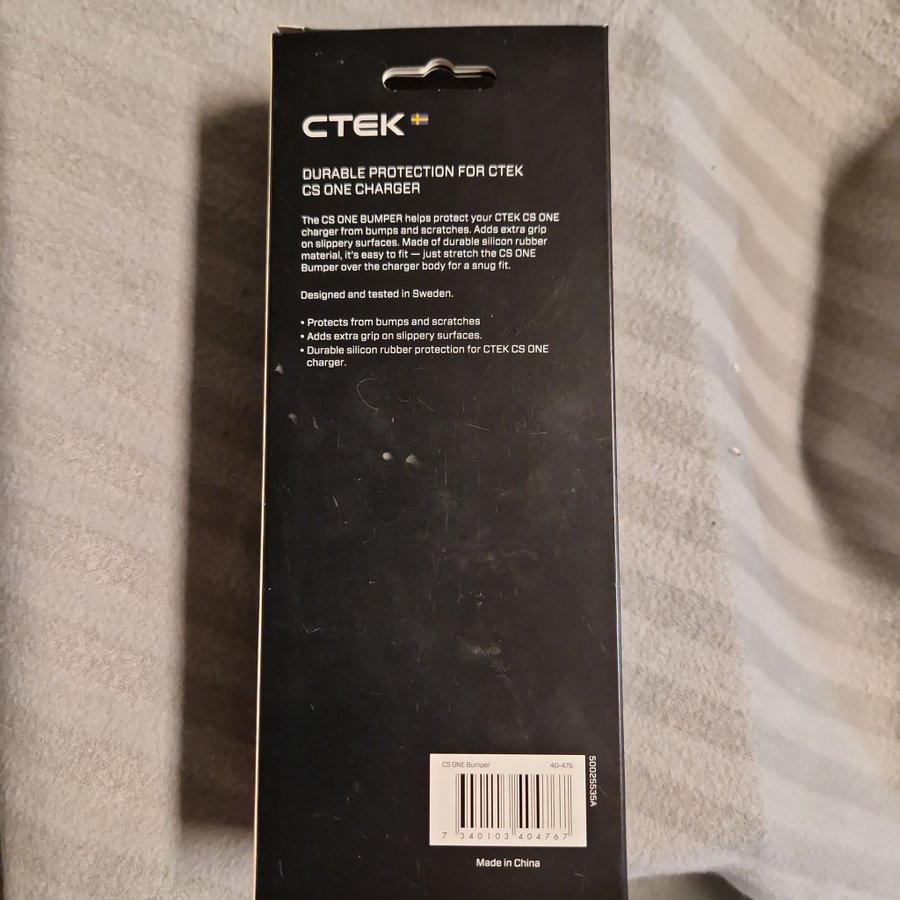 CTEK
DURABLE PROTECTION FOR CTEK
CS ONE CHARGER
The CS ONE BUMPER helps protect your CTEK CS ONE
charger from bumps and scratches. Adds extra grip
on slippery surfaces. Made of durable silicon rubber
material, it's easy to fit — just stretch the CS ONE
Bumper over the charger body for a snug fit.
Designed and tested in Sweden.
• Protects from bumps and scratches
• Adds extra grip on slippery surfaces.
• Durable silicon rubber protection for CTEK CS ONE
charger.
CS ONE Bumper 40-476
50025535A
7 340103 404767
Made in China